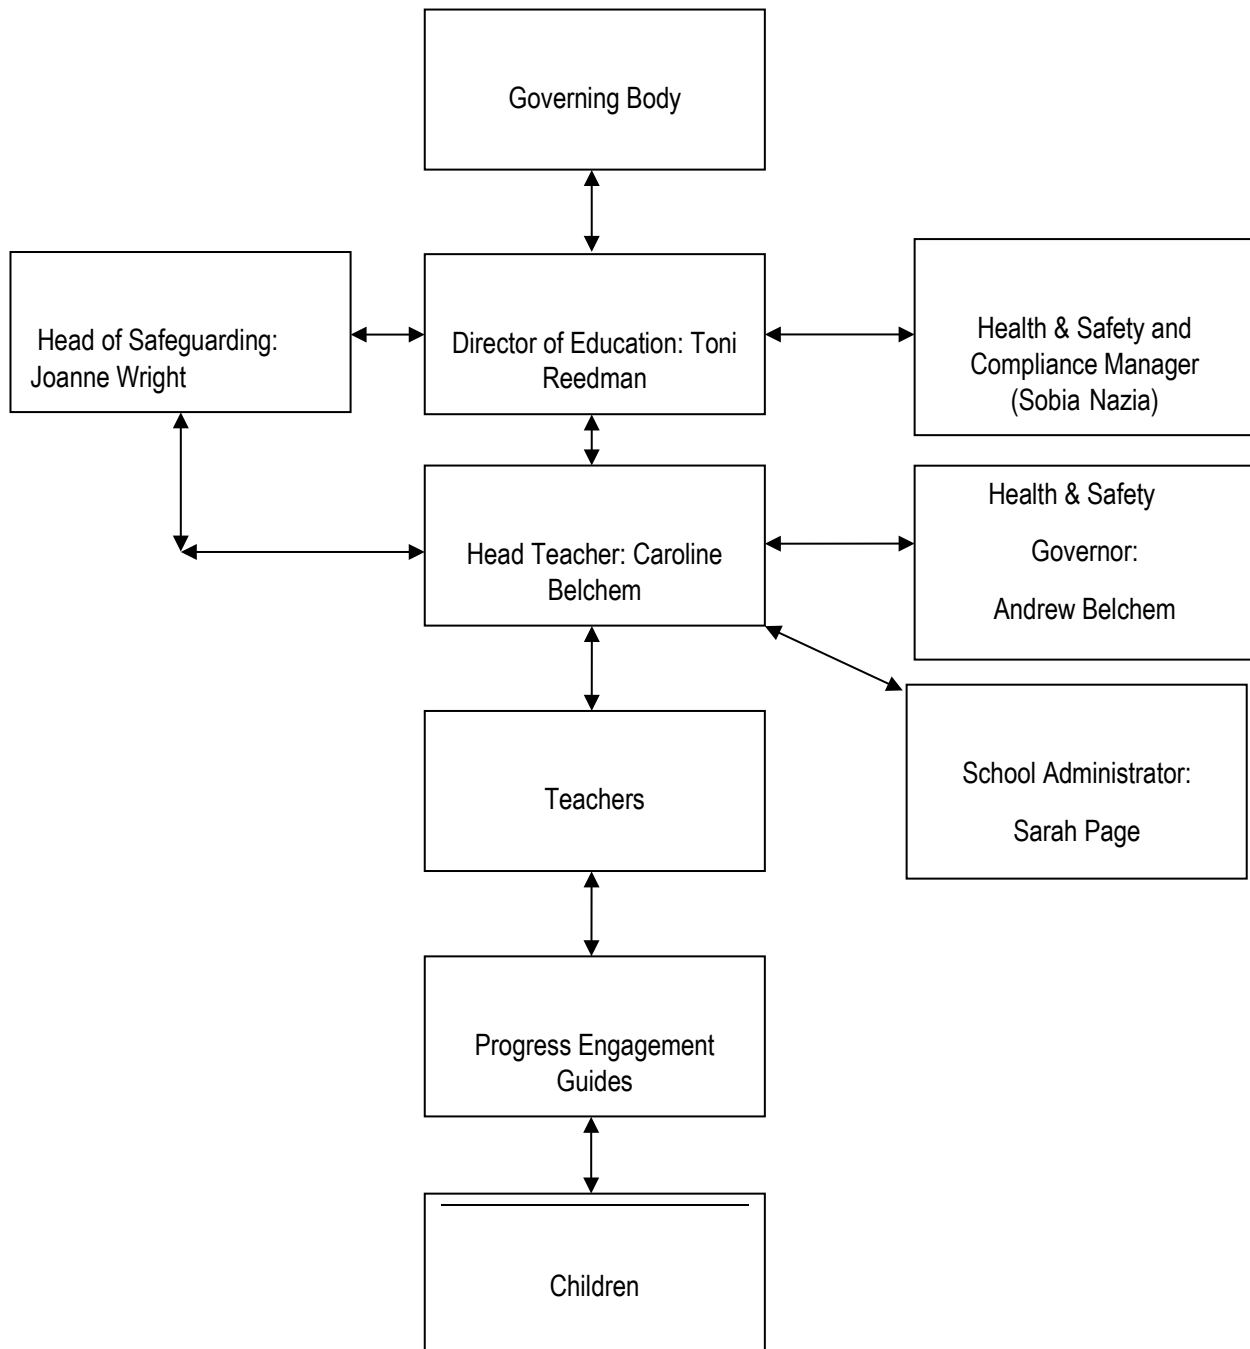 Governing Body
Head of Safeguarding:
Joanne Wright
Director of Education: Toni
Reedman
Health & Safety and
Compliance Manager
(Sobia Nazia)
Head Teacher: Caroline
Belchem
Health & Safety
Governor:
Andrew Belchem
Teachers
School Administrator:
Sarah Page
Progress Engagement
Guides
Children